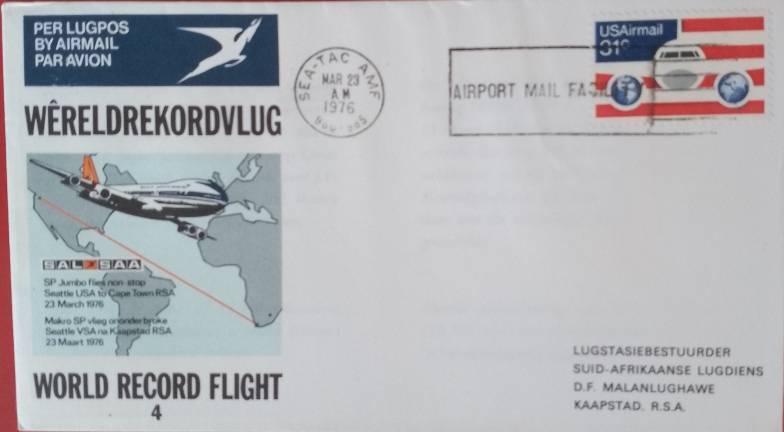 PER LUGPOS
BY AIRMAIL
PAR AVION
WÊRELDREKORDVLUG
SAL SAA
SP Jumbo flies non-stop
Seattle USA to Cape Town RSA
23 March 1976
Makro SP vlieg ononderbroke
Seattle VSA na Kaapstad RSA
23 Maart 1976
WORLD RECORD FLIGHT
4
SEA-TAC AMF
MAR 23
AM
1976
AIRPORT MAIL FACILITY
USAirmail
31c
LUGSTASIEBESTUURDER
SUID-AFRIKAANSE LUGDIENS
D.F. MALANLUGHAWE
KAAPSTAD. R.S.A.